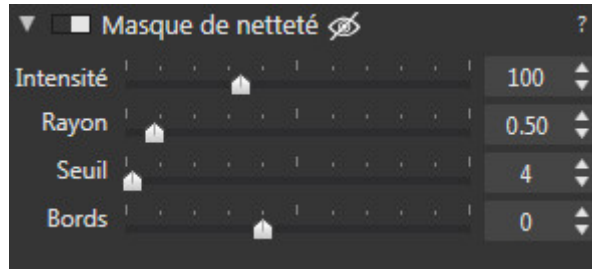 Masque de netteté ?
Intensité 100
Rayon 0.50
Seuil 4
Bords 0